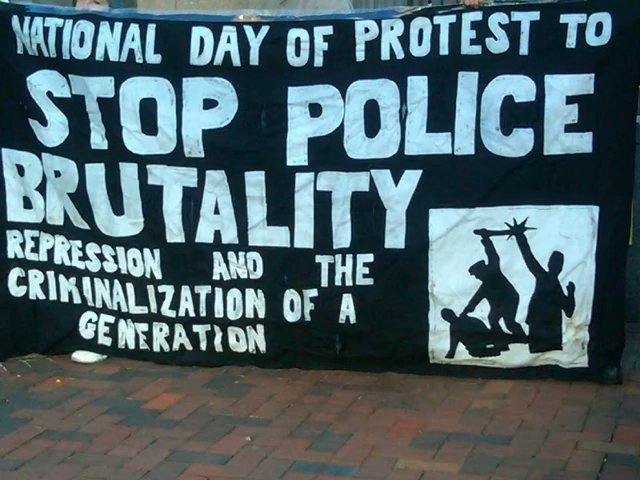 NATIONAL DAY OF PROTEST TO
STOP POLICE
BRUTALITY
REPRESSION AND THE
CRIMINALIZATION OF A
GENERATION